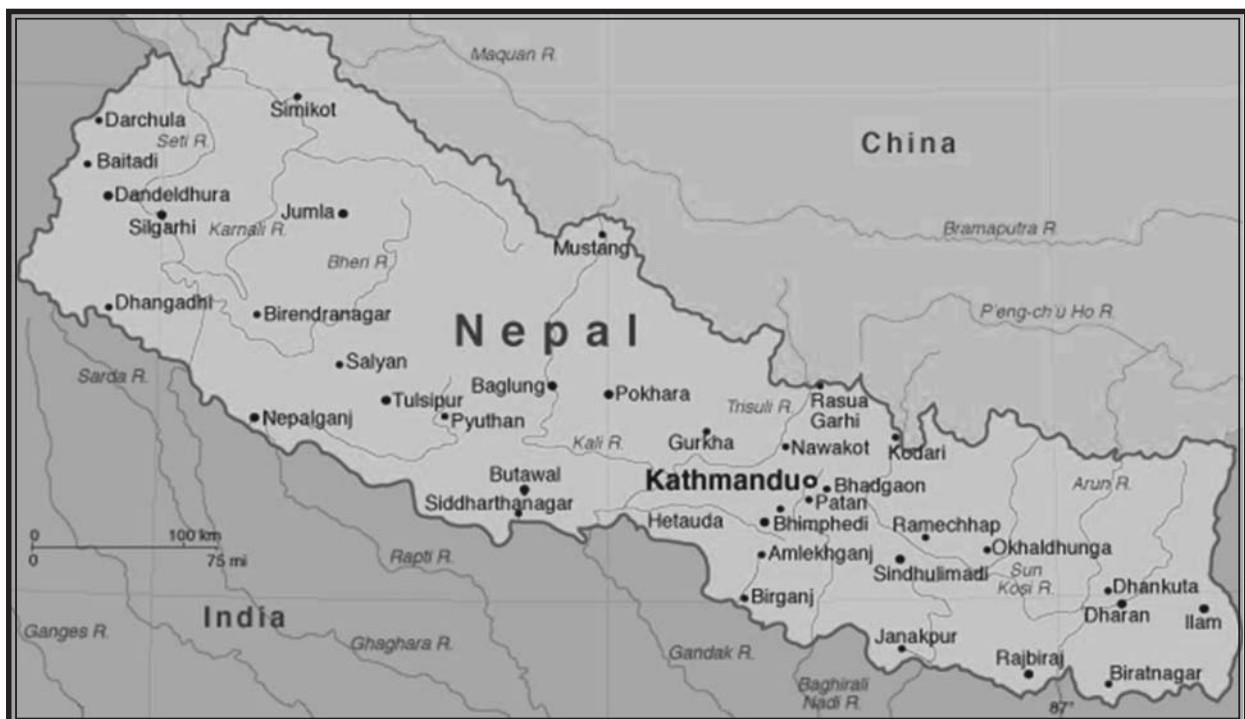 Maquan R.
Simikot
Darchula
Seti R.
China
Baitadi
Dandeldhura
Silgarhi
Karnali R.
Jumla
Bramaputra R.
Mustang
Bheri R.
Dhangadhi
Birendranagar
Nepal
P'eng-ch'u Ho R.
Salyan
Sarda R.
Baglung
Pokhara
Tulsipur
Rasua
Garhi
Trisuli R.
Nepalganj
Pyuthan
Kali R.
Gurkha
Nawakot
Kodari
Butawal
Kathmandu
Bhadgaon
Arun R.
Siddharthanagar
Patan
Hetauda
Bhimphedi
Ramechhap
0 100 km
0 75 mi
Rapti R.
Amlekhganj
Okhaldhunga
Sindhulimadi
Sun
Kosi R.
Birganj
Dhankuta
Dharan
Ilam
India
Ganges R.
Ghaghara R.
Gandak R.
Janakpur
Rajbiraj
Biratnagar
Baghirali
Nadi R.
87°